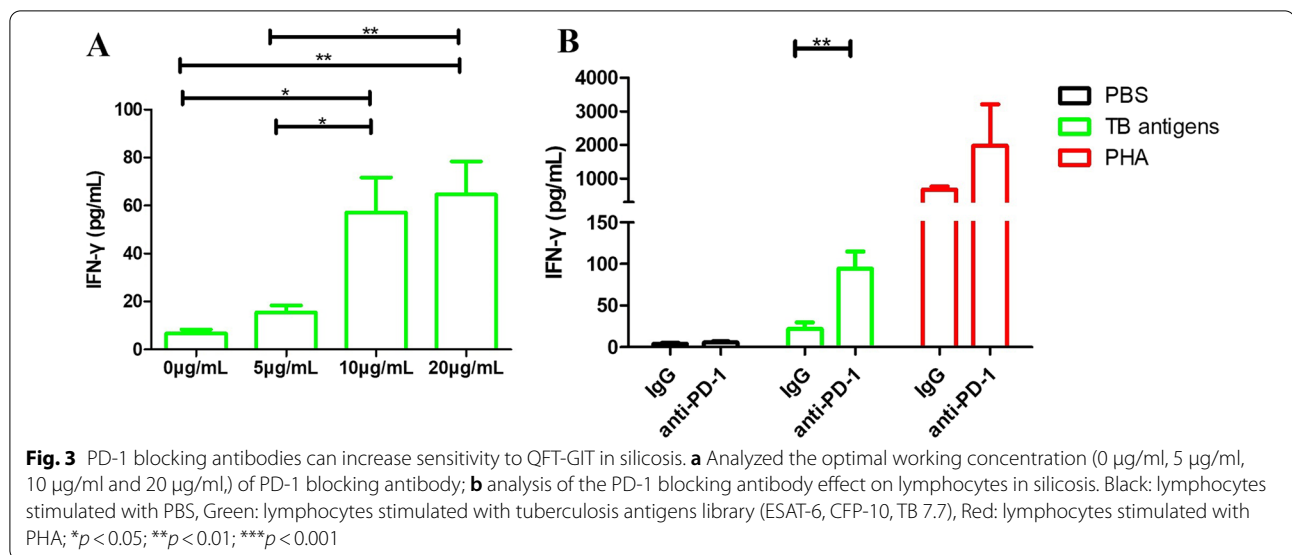 A
**
**
*
*
IFN-γ (pg/mL)
100
80
60
40
20
0
0μg/mL 5μg/mL 10μg/mL 20μg/mL
B
**
IFN-γ (pg/mL)
4000
3000
2000
1000
150
100
50
0
IgG
anti-PD-1
IgG
anti-PD-1
IgG
anti-PD-1
PBS
TB antigens
PHA
Fig. 3 PD-1 blocking antibodies can increase sensitivity to QFT-GIT in silicosis. a Analyzed the optimal working concentration (0 μg/ml, 5 μg/ml,
10 μg/ml and 20 μg/ml,) of PD-1 blocking antibody; b analysis of the PD-1 blocking antibody effect on lymphocytes in silicosis. Black: lymphocytes
stimulated with PBS, Green: lymphocytes stimulated with tuberculosis antigens library (ESAT-6, CFP-10, TB 7.7), Red: lymphocytes stimulated with
PHA; *p < 0.05; **p < 0.01; ***p < 0.001